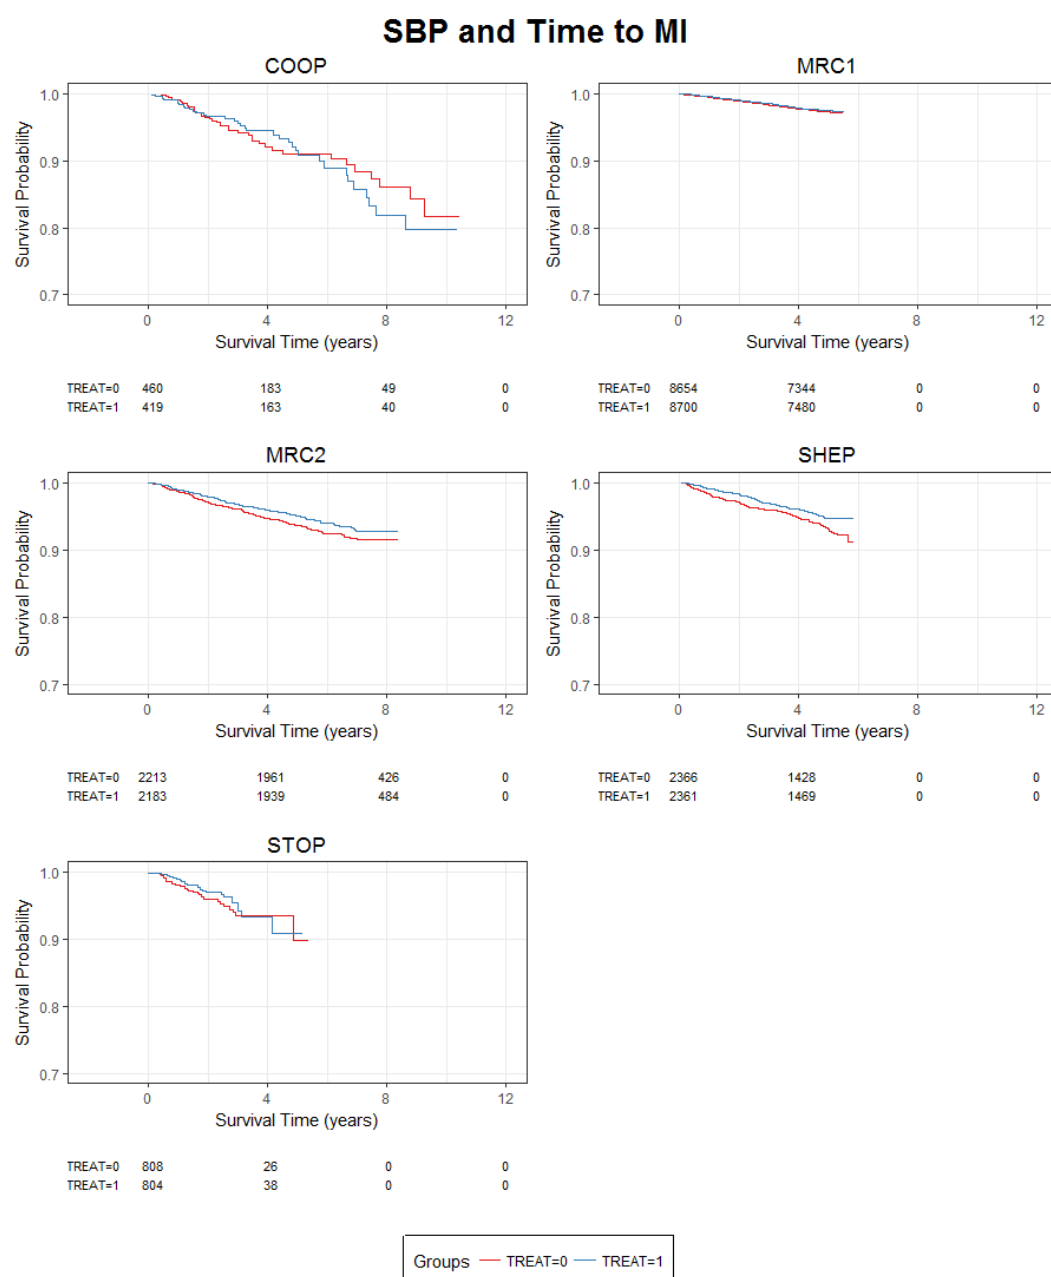 SBP and Time to MI
COOP
Survival Probability
1.0
0.9
0.8
0.7
0 4 8 12
Survival Time (years)
TREAT=0 460 183 49 0
TREAT=1 419 163 40 0
MRC1
Survival Probability
1.0
0.9
0.8
0.7
0 4 8 12
Survival Time (years)
TREAT=0 8654 7344 0 0
TREAT=1 8700 7480 0 0
MRC2
Survival Probability
1.0
0.9
0.8
0.7
0 4 8 12
Survival Time (years)
TREAT=0 2213 1961 426 0
TREAT=1 2183 1939 484 0
SHEP
Survival Probability
1.0
0.9
0.8
0.7
0 4 8 12
Survival Time (years)
TREAT=0 2366 1428 0 0
TREAT=1 2361 1469 0 0
STOP
Survival Probability
1.0
0.9
0.8
0.7
0 4 8 12
Survival Time (years)
TREAT=0 808 26 0 0
TREAT=1 804 38 0 0
Groups TREAT=0 TREAT=1